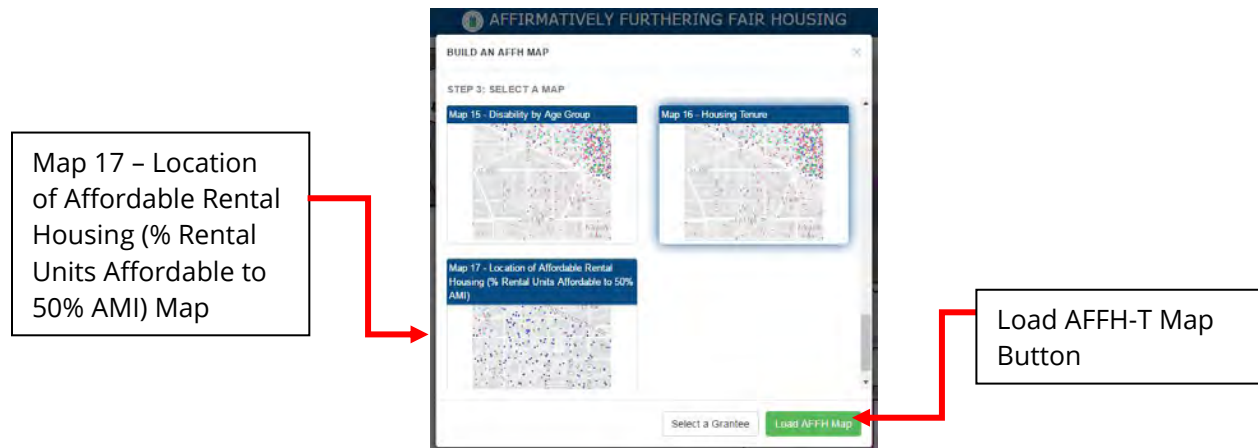 AFFIRMATIVELY FURTHERING FAIR HOUSING
BUILD AN AFFH MAP
×
STEP 3: SELECT A MAP
Map 15 - Disability by Age Group
Map 16 - Housing Tenure
Map 17 - Location of Affordable Rental
Housing (% Rental Units Affordable to 50%
AMI)
Select a Grantee
Load AFFH Map
Map 17 – Location
of Affordable Rental
Housing (% Rental
Units Affordable to
50% AMI) Map
Load AFFH-T Map
Button